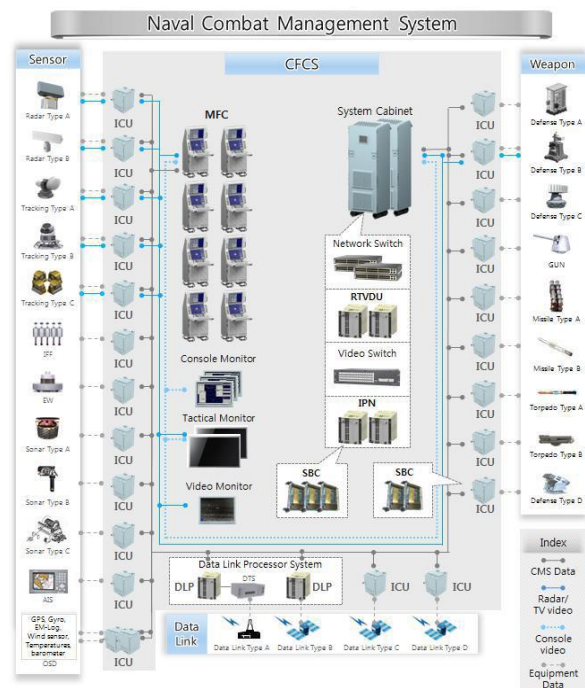 Naval Combat Management System
Sensor
CFCS
Weapon
Radar Type A
Radar Type B
Tracking Type A
Tracking Type B
Tracking Type C
IFF
EW
Sonar Type A
Sonar Type B
Sonar Type C
AIS
GPS, Gyro,
EM-Log,
Wind sensor,
Temperatures,
barometer
OSD
ICU
ICU
ICU
ICU
ICU
ICU
ICU
ICU
ICU
ICU
ICU
ICU
MFC
Console Monitor
Tactical Monitor
Video Monitor
System Cabinet
Network Switch
RTVDU
Video Switch
IPN
SBC
SBC
Data Link Processor System
DLP
DTS
DLP
ICU
ICU
Data
Link
Data Link Type A
Data Link Type B
Data Link Type C
Data Link Type D
ICU
ICU
ICU
ICU
ICU
ICU
ICU
ICU
ICU
Defense Type A
Defense Type B
Defense Type C
GUN
Missile Type A
Missile Type B
Torpedo Type A
Torpedo Type B
Defense Type D
Index
CMS Data
Radar/
TV video
Console
video
Equipment
Data